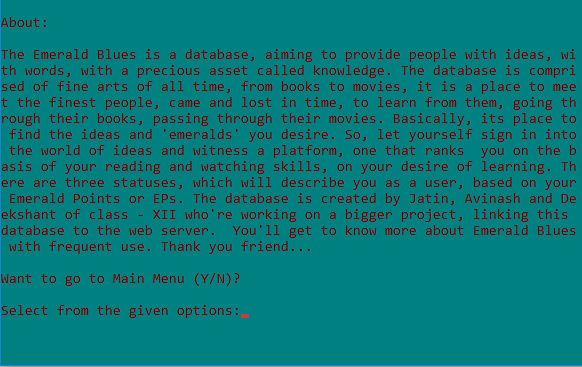 About:
The Emerald Blues is a database, aiming to provide people with ideas, wi
th words, with a precious asset called knowledge. The database is compri
sed of fine arts of all time, from books to movies, it is a place to mee
t the finest people, came and lost in time, to learn from them, going th
rough their books, passing through their movies. Basically, its place to
 find the ideas and `emeralds` you desire. So, let yourself sign in into
 the world of ideas and witness a platform, one that ranks  you on the b
asis of your reading and watching skills, on your desire of learning. Th
ere are three statuses, which will describe you as a user, based on your
 Emerald Points or EPs. The database is created by Jatin, Avinash and De
ekshant of class - XII who're working on a bigger project, linking this
database to the web server.  You'll get to know more about Emerald Blues
 with frequent use. Thank you friend...
Want to go to Main Menu (Y/N)?
Select from the given options: